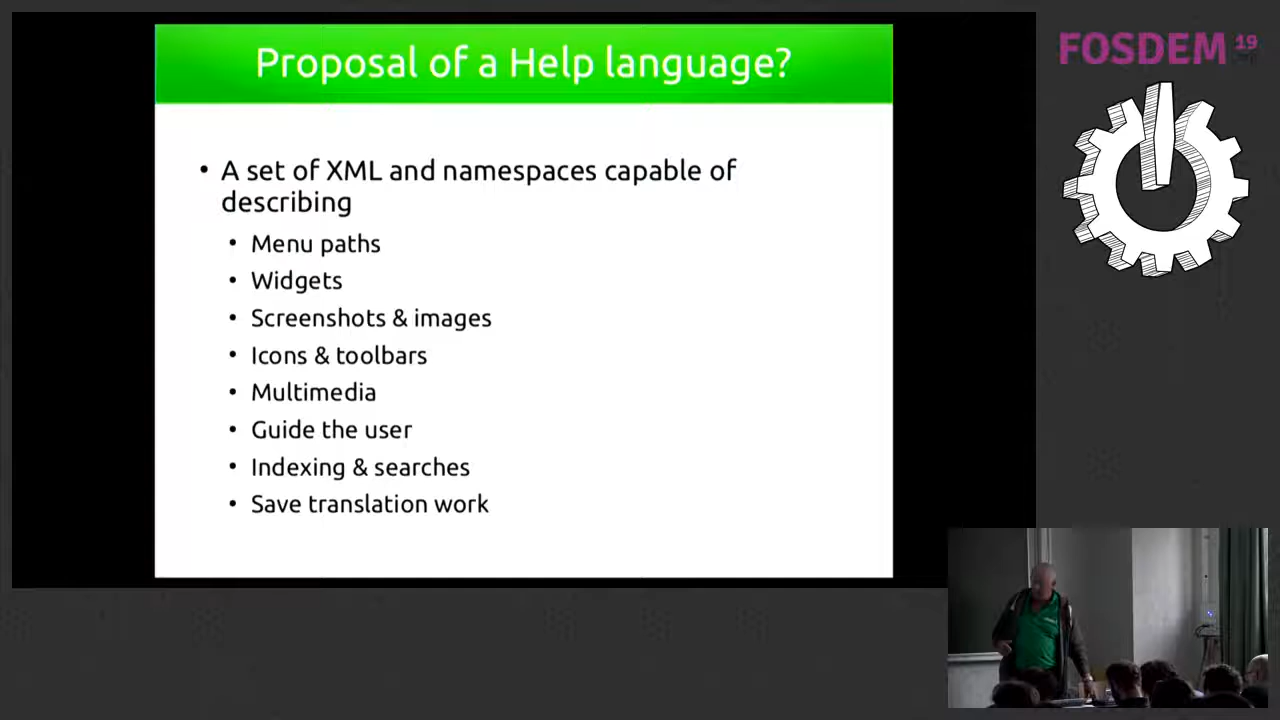 Proposal of a Help language?
FOSDEM 19
• A set of XML and namespaces capable of
describing
• Menu paths
• Widgets
• Screenshots & images
• Icons & toolbars
• Multimedia
• Guide the user
• Indexing & searches
• Save translation work